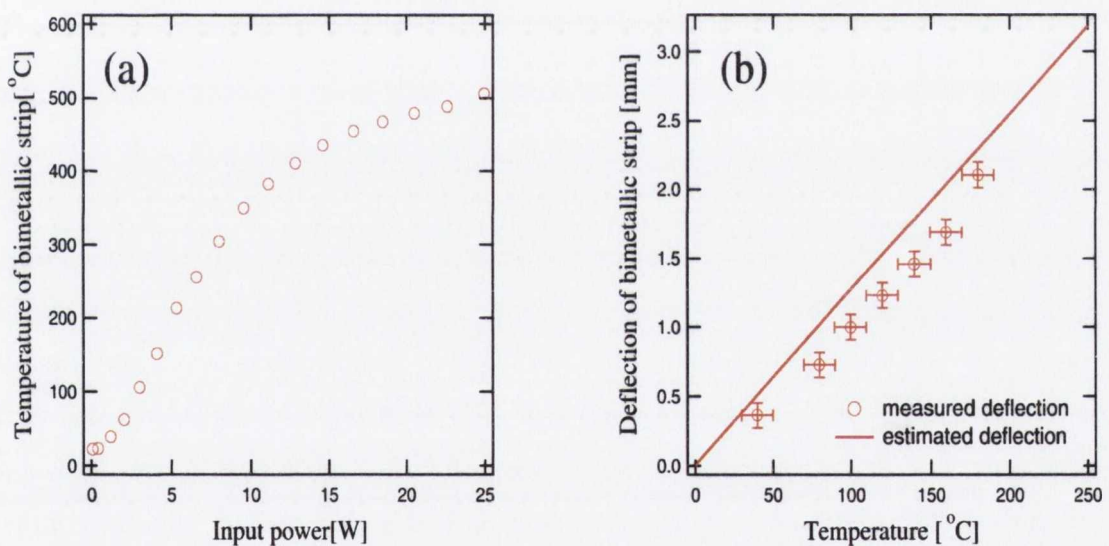 (a)
Temperature of bimetallic strip[°C]
600
500
400
300
200
100
0
0 5 10 15 20 25
Input power[W]
(b)
Deflection of bimetallic strip [mm]
3.0
2.5
2.0
1.5
1.0
0.5
0.0
measured deflection
estimated deflection
0 50 100 150 200 250
Temperature [ °C]